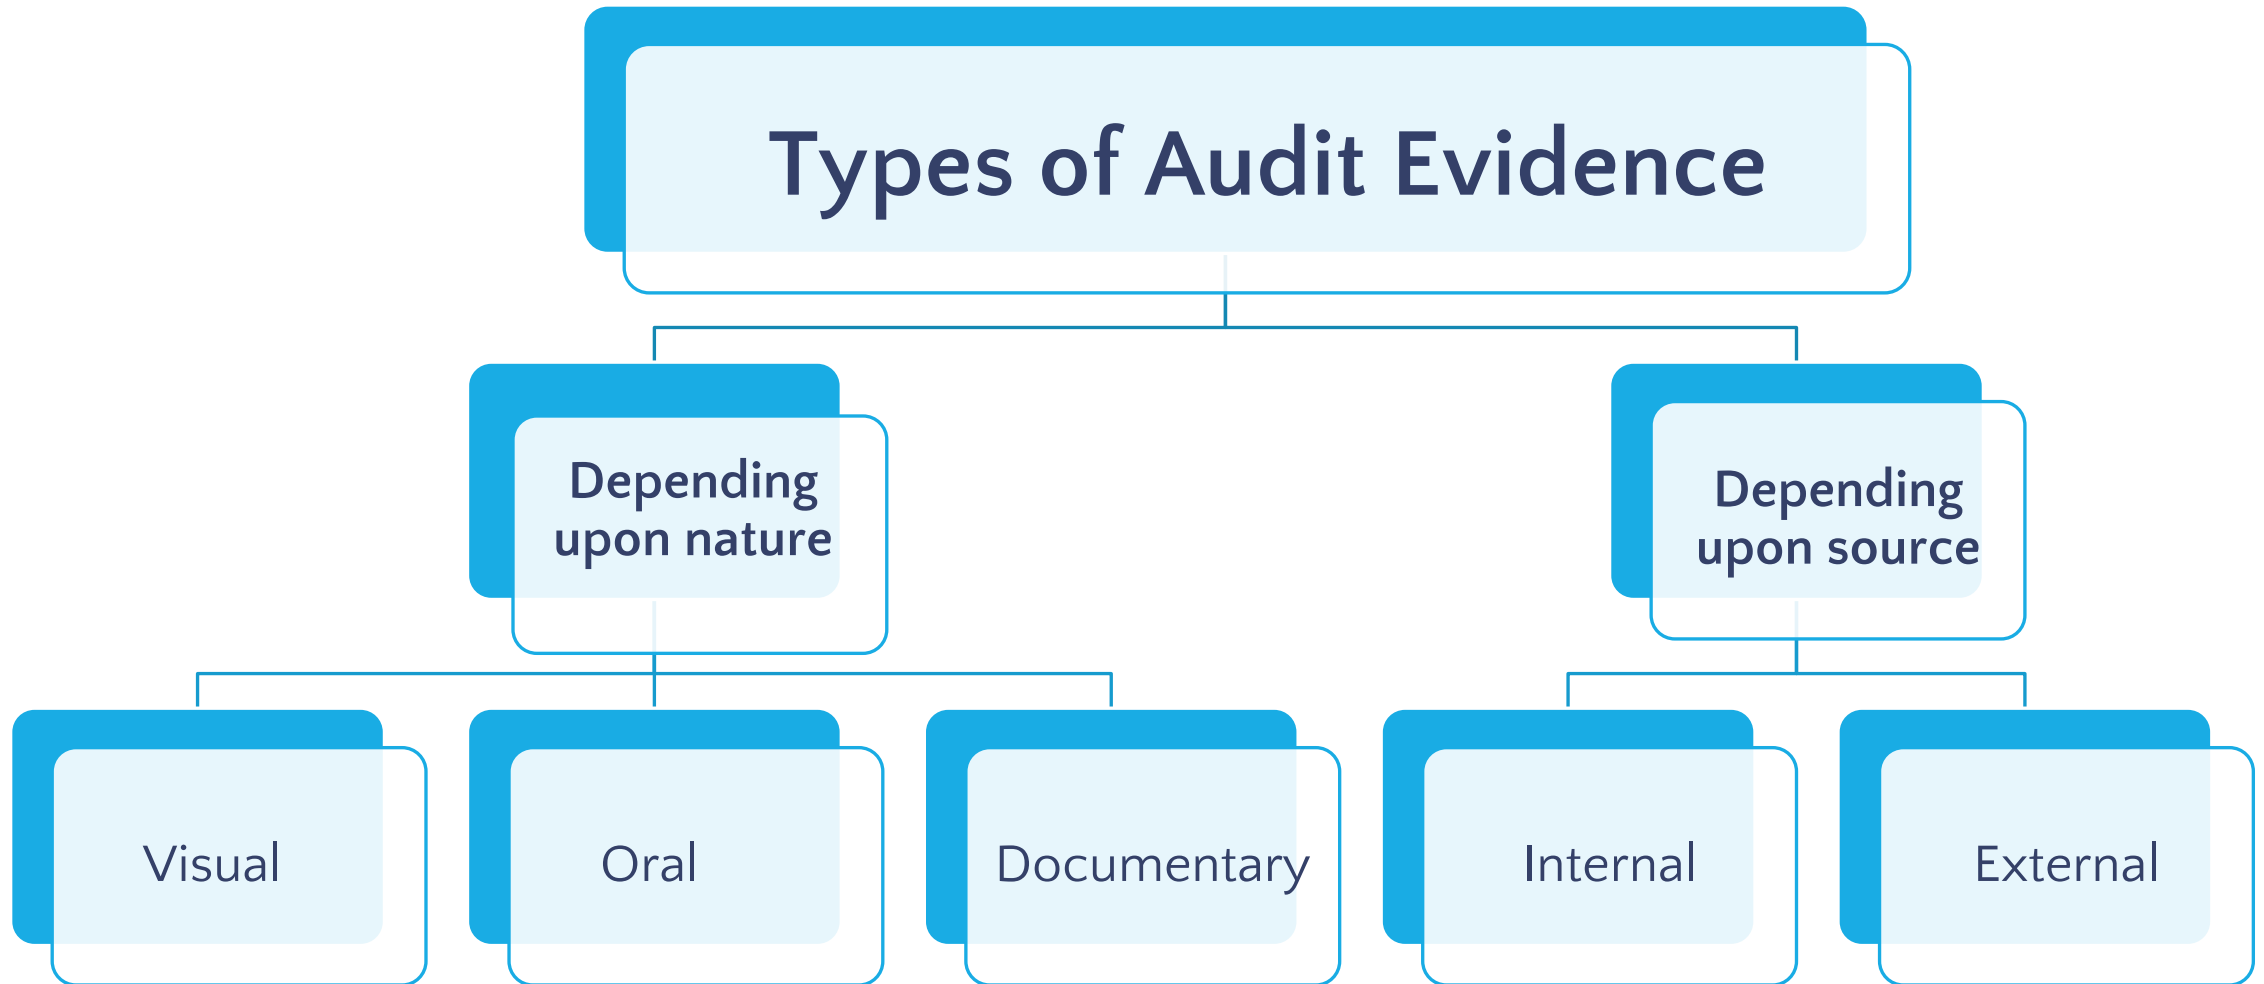 Types of Audit Evidence
Depending
upon nature
Depending
upon source
Visual
Oral
Documentary
Internal
External